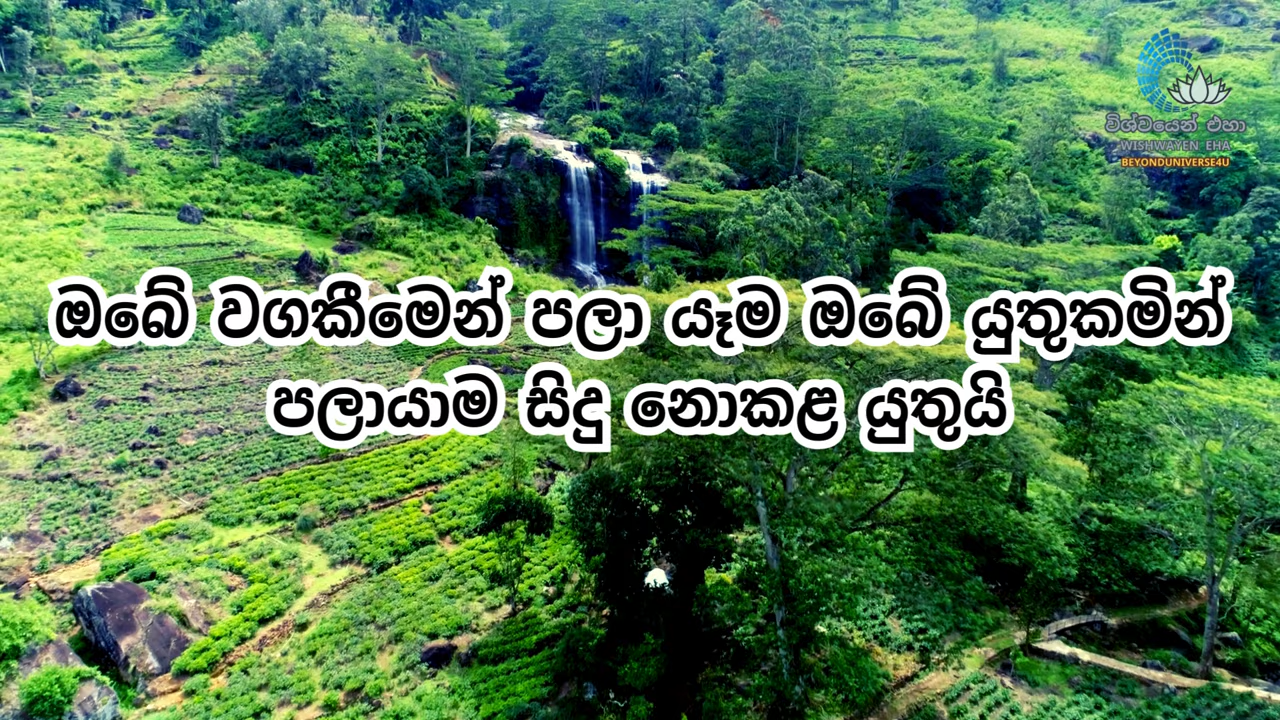 විශ්වයෙන් එහා
WISHWAYEN EHA
BEYONDUNIVERSE4U
ඔබේ වගකීමෙන් පලා යෑම ඔබේ යුතුකමින්
පලායාම සිදු නොකළ යුතුයි